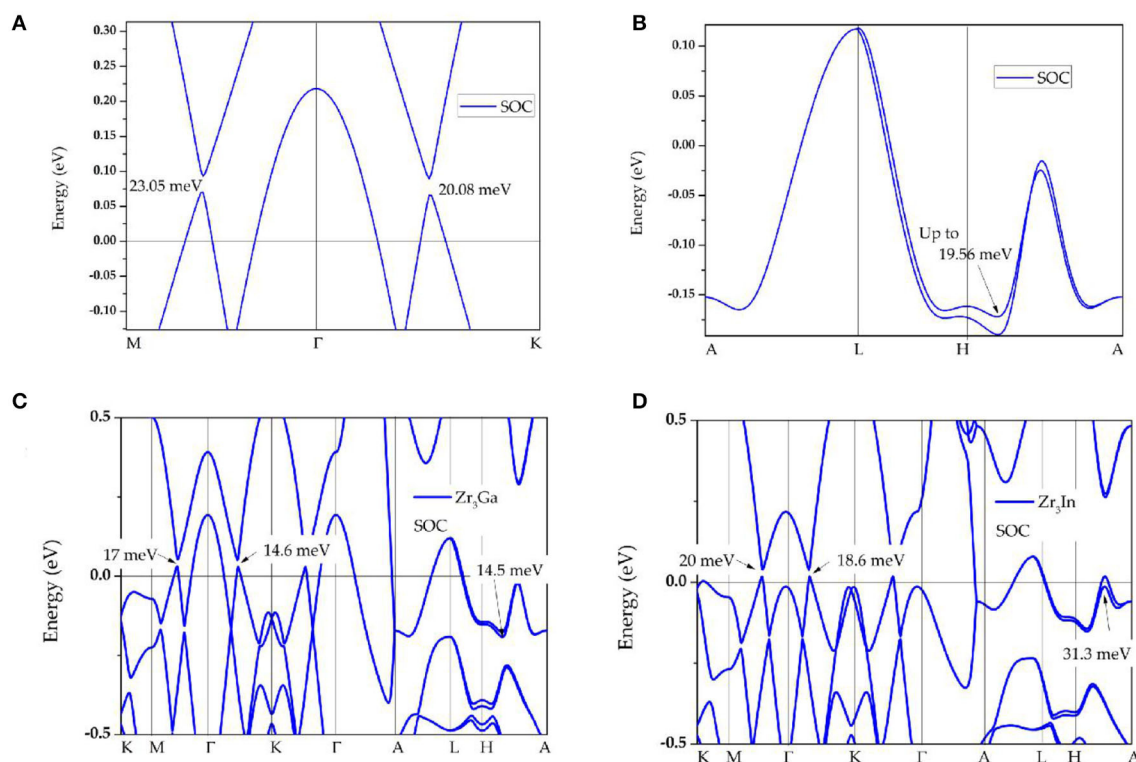 A
Energy (eV)
0.30
0.25
0.20
0.15
0.10
0.05
0.00
-0.05
-0.10
SOC
23.05 meV
20.08 meV
M Γ K
B
Energy (eV)
0.10
0.05
0.00
-0.05
-0.10
-0.15
SOC
Up to
19.56 meV
A L H A
C
Energy (eV)
0.5
0.0
-0.5
Zr3Ga
SOC
17 meV
14.6 meV
14.5 meV
K M Γ K Γ A L H A
D
Energy (eV)
0.5
0.0
-0.5
Zr3In
SOC
20 meV
18.6 meV
31.3 meV
K M Γ K Γ A L H A